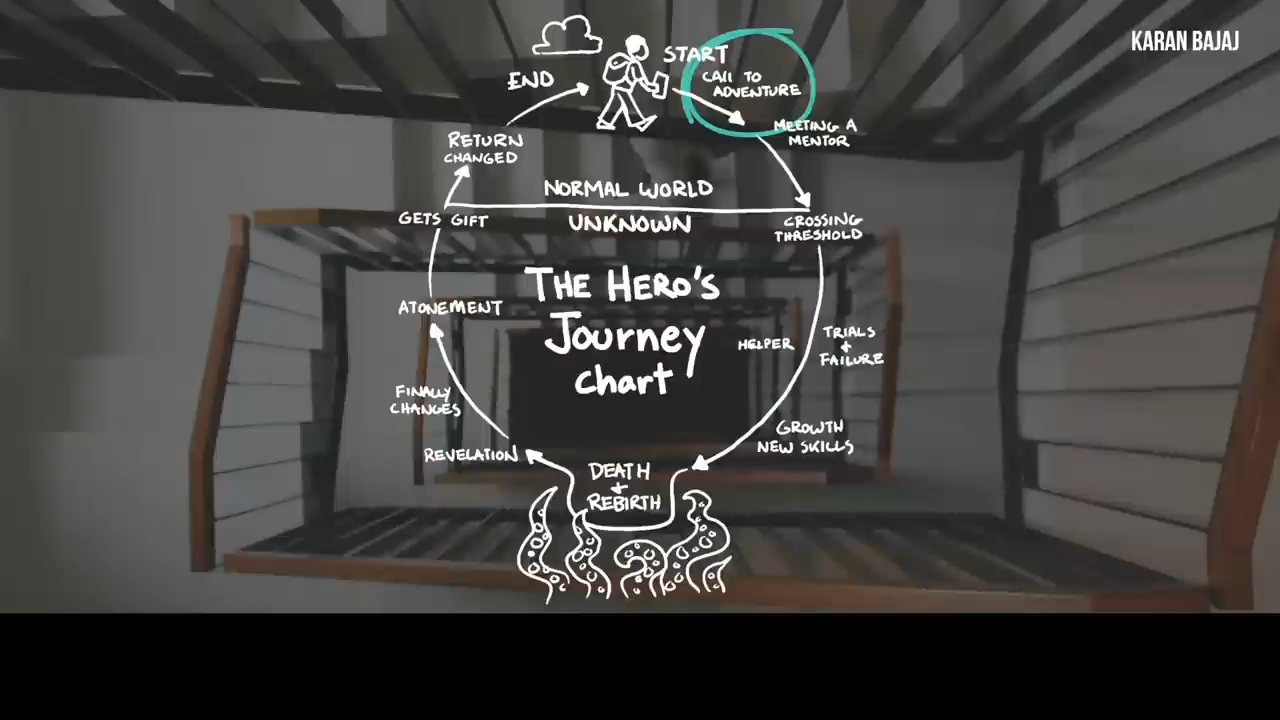 KARAN BAJAJ
START
CALL TO
ADVENTURE
END
MEETING A
MENTOR
RETURN
CHANGED
NORMAL WORLD
UNKNOWN
GETS GIFT
CROSSING
THRESHOLD
THE HERO'S
JOURNEY
CHART
ATONEMENT
HELPER
TRIALS
+
FAILURE
FINALLY
CHANGES
GROWTH
NEW SKILLS
REVELATION
DEATH
+
REBIRTH